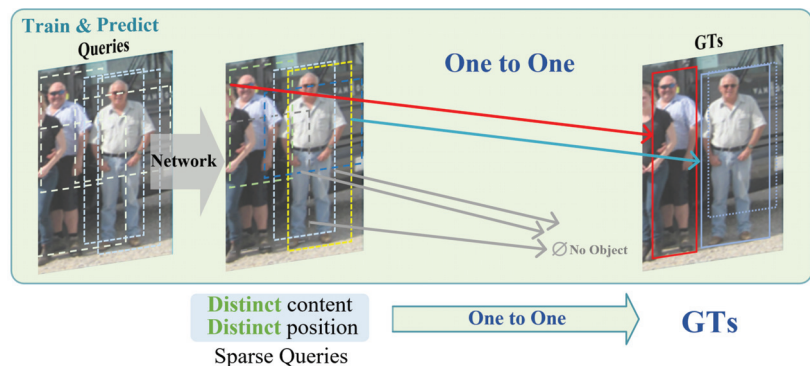 Train & Predict
Queries
GTs
One to One
Network
∅ No Object
Distinct content
Distinct position
One to One
GTs
Sparse Queries